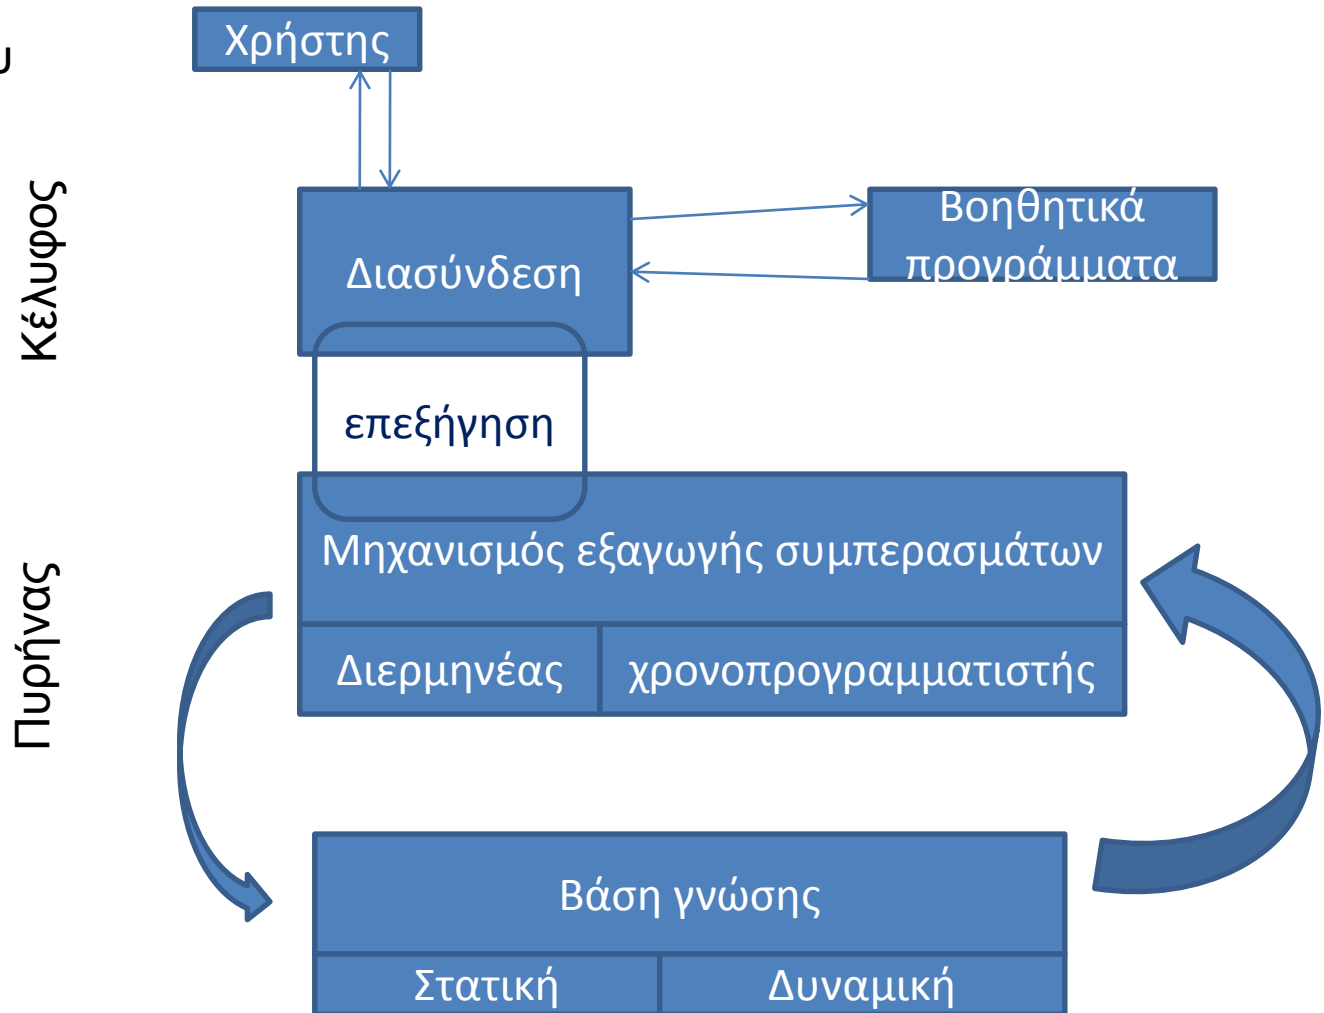 Χρήστης
υ
Κέλυφος
Διασύνδεση
Βοηθητικά
προγράμματα
επεξήγηση
Πυρήνας
Μηχανισμός εξαγωγής συμπερασμάτων
Διερμηνέας
χρονοπρογραμματιστής
Βάση γνώσης
Στατική
Δυναμική